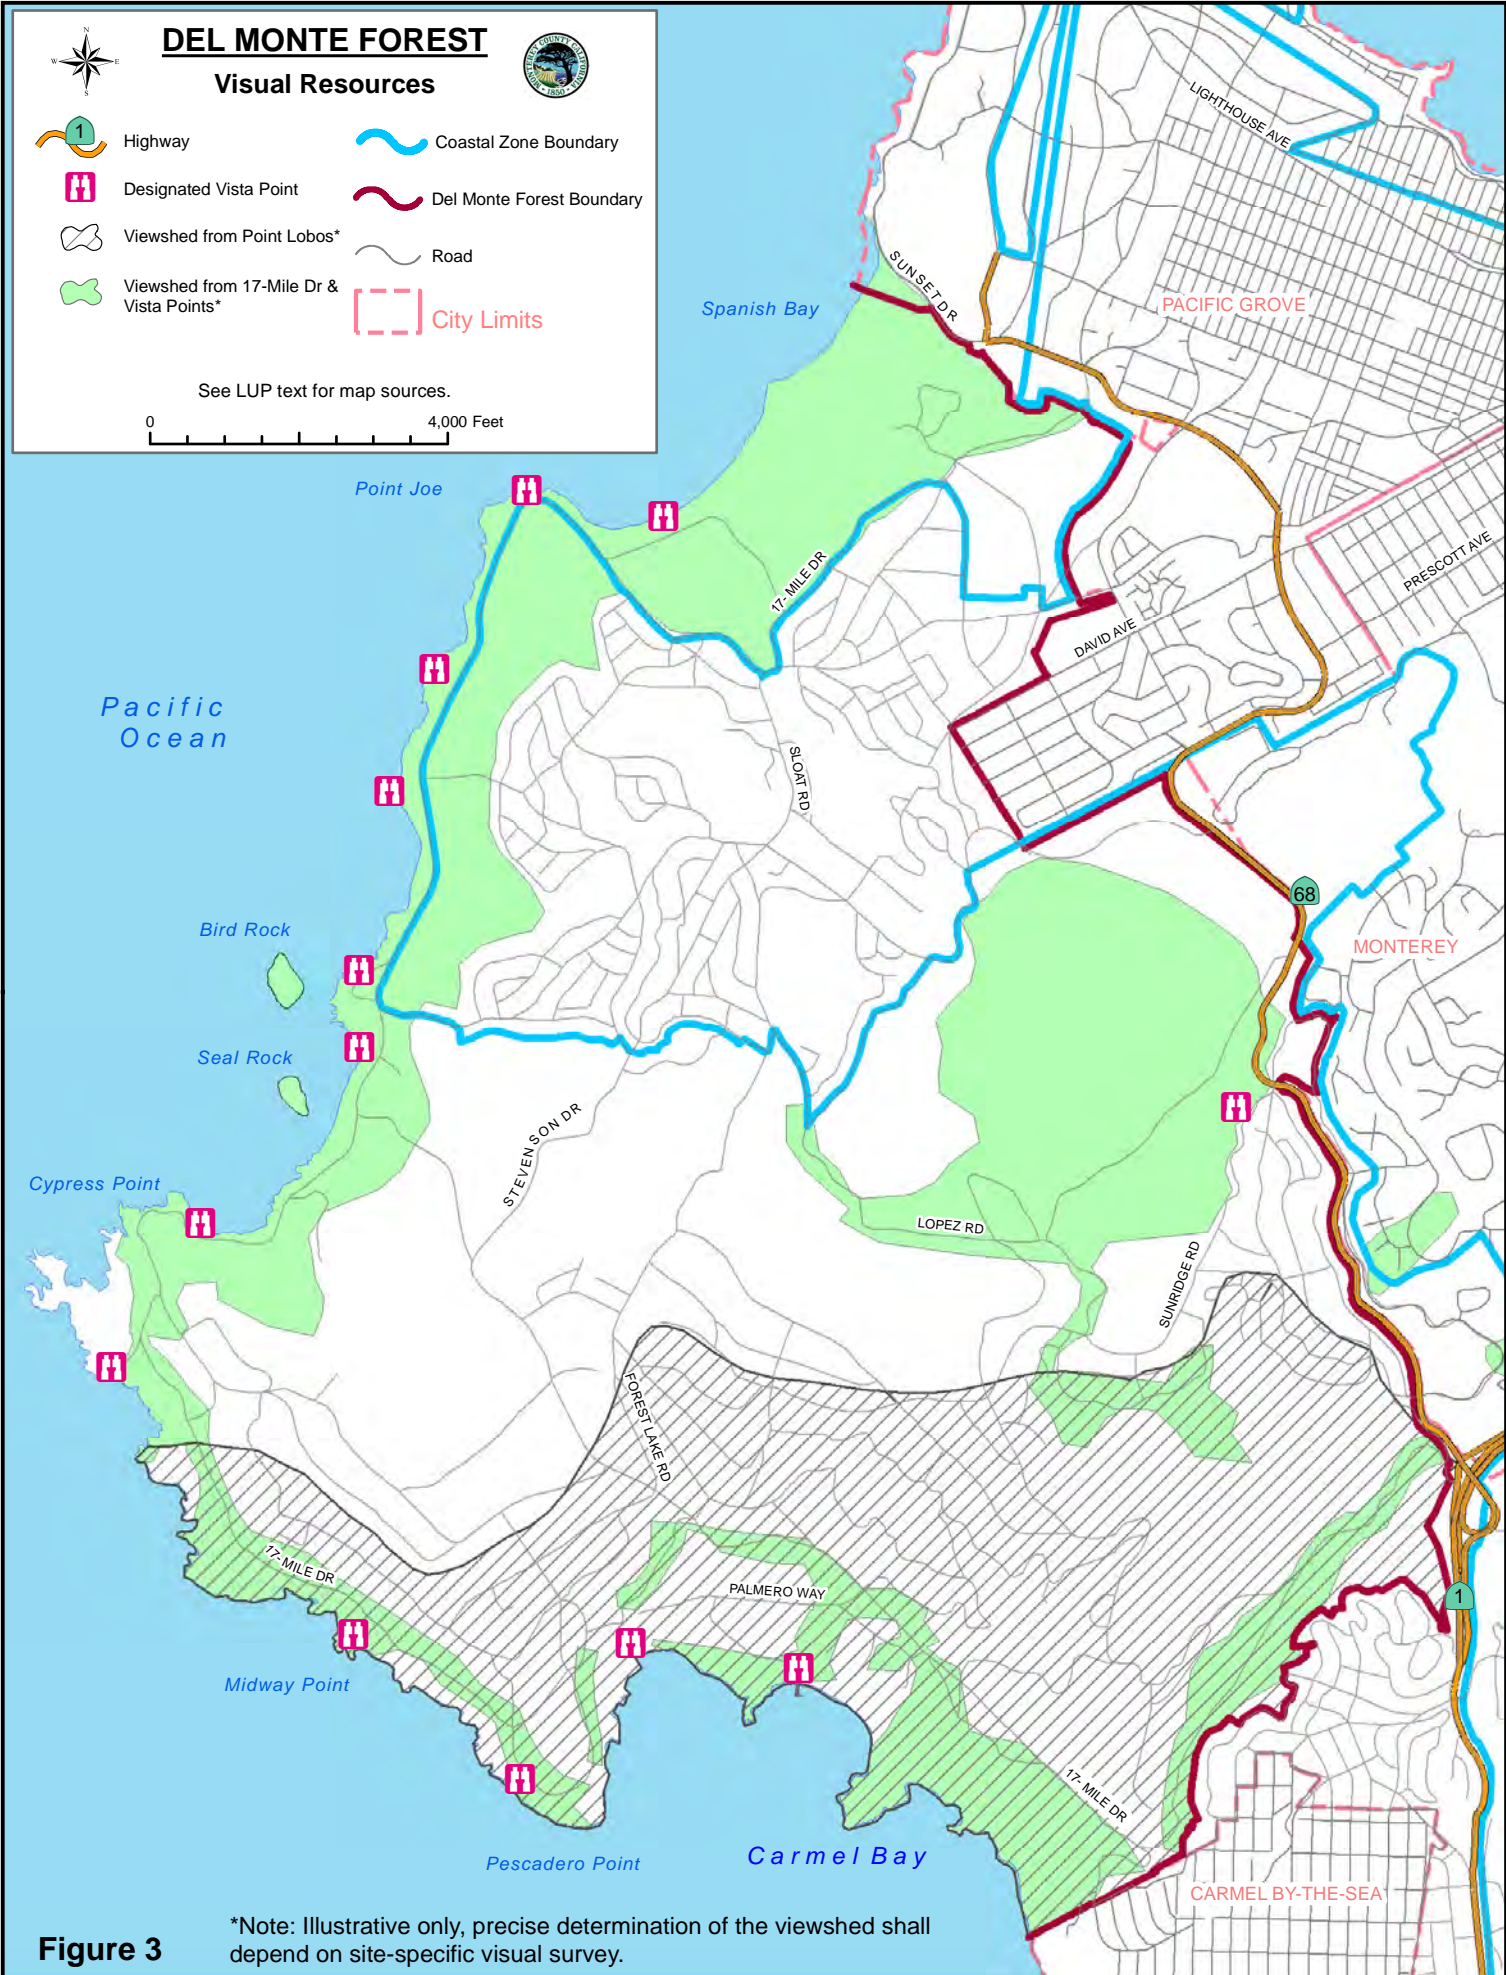 DEL MONTE FOREST
Visual Resources
N
W
E
S
MONTEREY COUNTY CALIFORNIA
1850
1
Highway
Coastal Zone Boundary
Designated Vista Point
Del Monte Forest Boundary
Viewshed from Point Lobos*
Road
Viewshed from 17-Mile Dr &
Vista Points*
City Limits
See LUP text for map sources.
0
4,000 Feet
LIGHTHOUSE AVE
SUNSET DR
Spanish Bay
PACIFIC GROVE
Point Joe
PRESCOTT AVE
17- MILE DR
DAVID AVE
Pacific
Ocean
SLOAT RD
68
Bird Rock
MONTEREY
Seal Rock
STEVENSON DR
Cypress Point
LOPEZ RD
SUNRIDGE RD
FOREST LAKE RD
17- MILE DR
PALMERO WAY
1
Midway Point
17- MILE DR
Pescadero Point
Carmel Bay
CARMEL BY-THE-SEA
Figure 3
*Note: Illustrative only, precise determination of the viewshed shall
depend on site-specific visual survey.